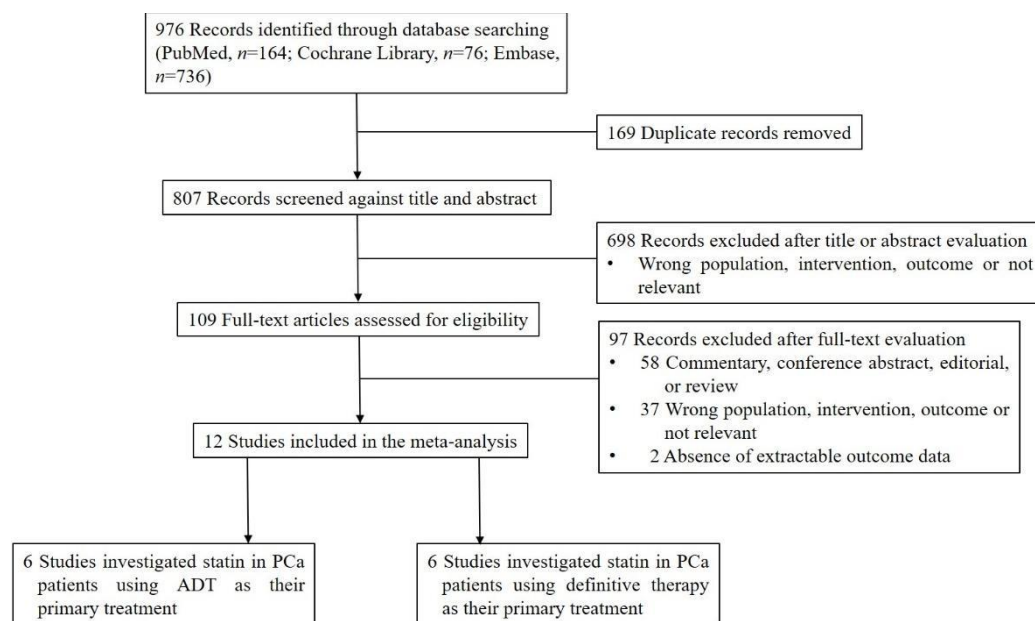 976 Records identified through database searching
(PubMed, n=164; Cochrane Library, n=76; Embase,
n=736)
169 Duplicate records removed
807 Records screened against title and abstract
698 Records excluded after title or abstract evaluation
• Wrong population, intervention, outcome or not
relevant
109 Full-text articles assessed for eligibility
97 Records excluded after full-text evaluation
• 58 Commentary, conference abstract, editorial,
or review
• 37 Wrong population, intervention, outcome or
not relevant
• 2 Absence of extractable outcome data
12 Studies included in the meta-analysis
6 Studies investigated statin in PCa
patients using ADT as their
primary treatment
6 Studies investigated statin in PCa
patients using definitive therapy
as their primary treatment